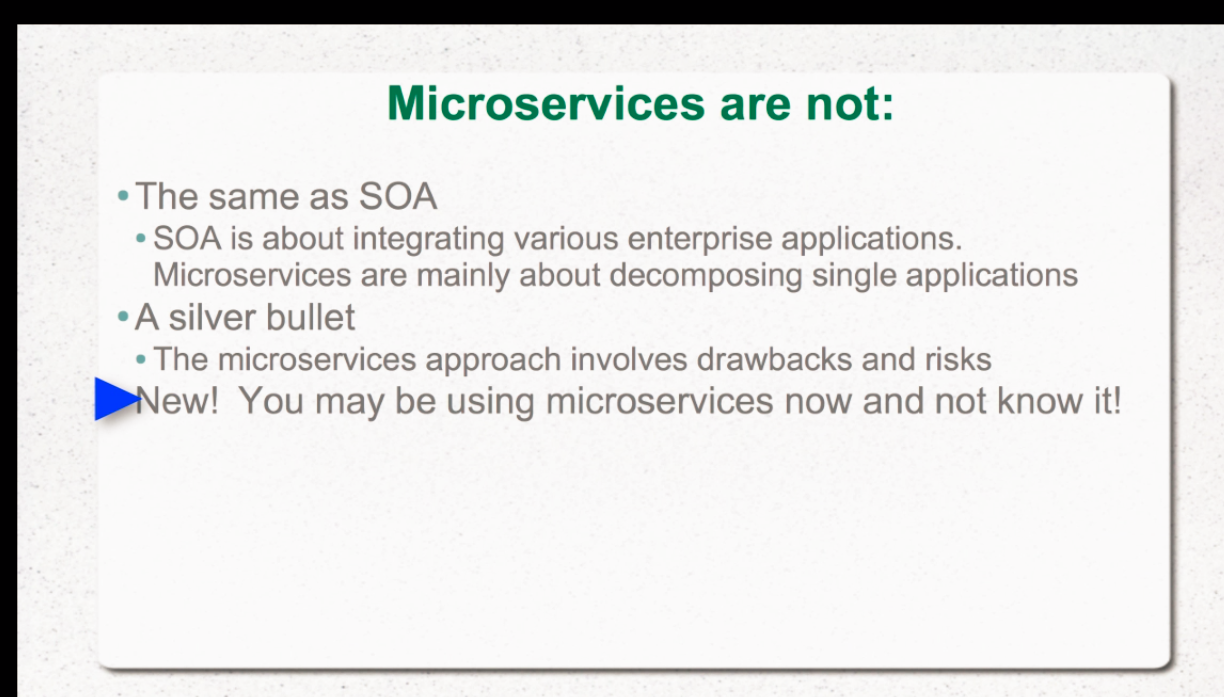 Microservices are not:
• The same as SOA
• SOA is about integrating various enterprise applications.
Microservices are mainly about decomposing single applications
• A silver bullet
• The microservices approach involves drawbacks and risks
New!  You may be using microservices now and not know it!